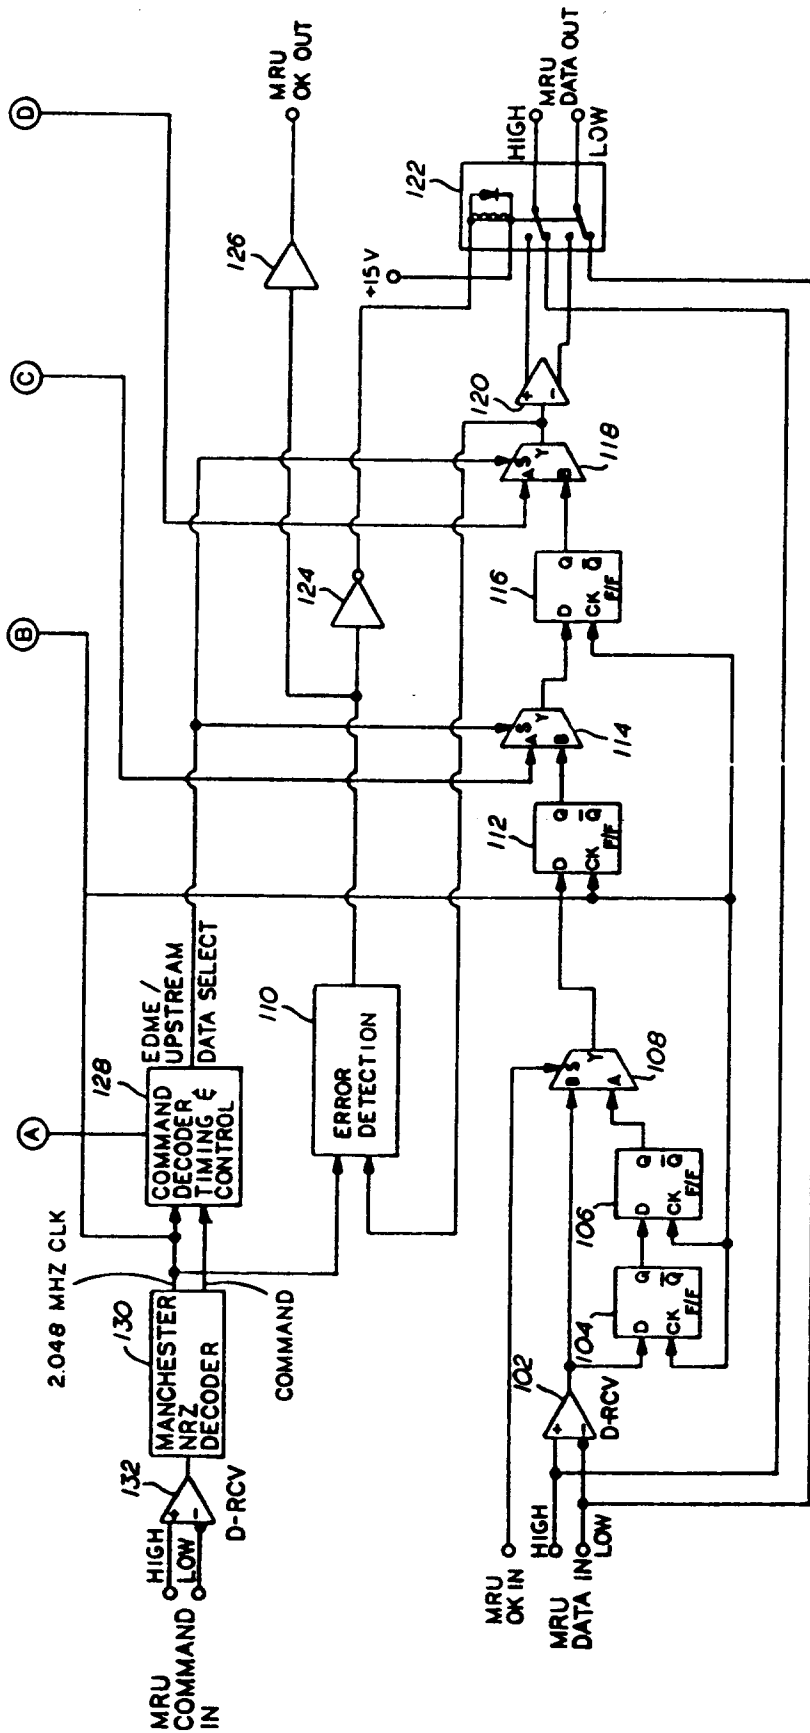 A
B
C
D
MRU
COMMAND
IN
HIGH
LOW
+
-
132
D-RCV
MANCHESTER
NRZ
DECODER
130
2.048 MHZ CLK
COMMAND
COMMAND
DECODER
TIMING &
CONTROL
128
EDME/
UPSTREAM
DATA SELECT
ERROR
DETECTION
110
124
126
MRU
OK OUT
+15V
122
HIGH
MRU
DATA OUT
LOW
MRU
OK IN
MRU
DATA IN
HIGH
LOW
+
-
102
D-RCV
104
D Q
CK Q̅
F/F
106
D Q
CK Q̅
F/F
B S Y
A
108
112
D Q
CK Q̅
F/F
A S Y
B
114
116
D Q
CK Q̅
F/F
A S Y
B
118
+
-
120